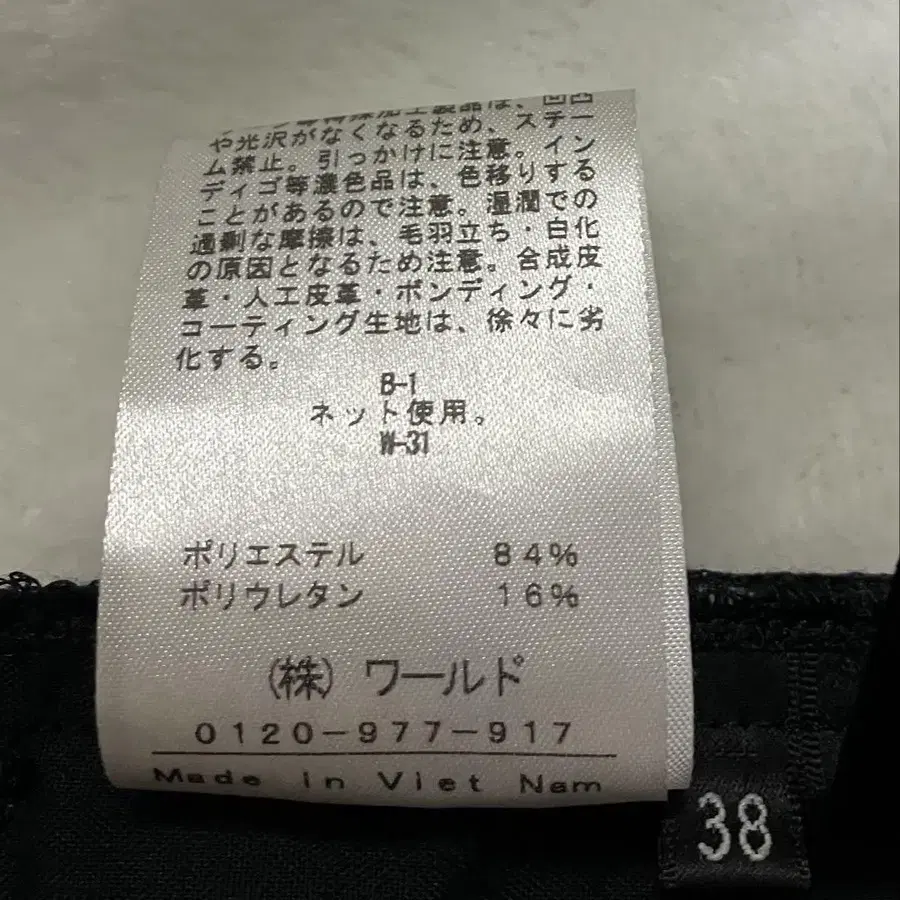 加工製品は、凹凸
や光沢がなくなるため、スチー
ム禁止。引っかけに注意。イン
ディゴ等濃色品は、色移りする
ことがあるので注意。湿潤での
過剰な摩擦は、毛羽立ち・白化
の原因となるため注意。合成皮
革・人工皮革・ボンディング・
コーティング生地は、徐々に劣
化する。
B-1
ネット使用。
W-31
ポリエステル 84%
ポリウレタン 16%
(株) ワールド
0120-977-917
Made in Viet Nam
38